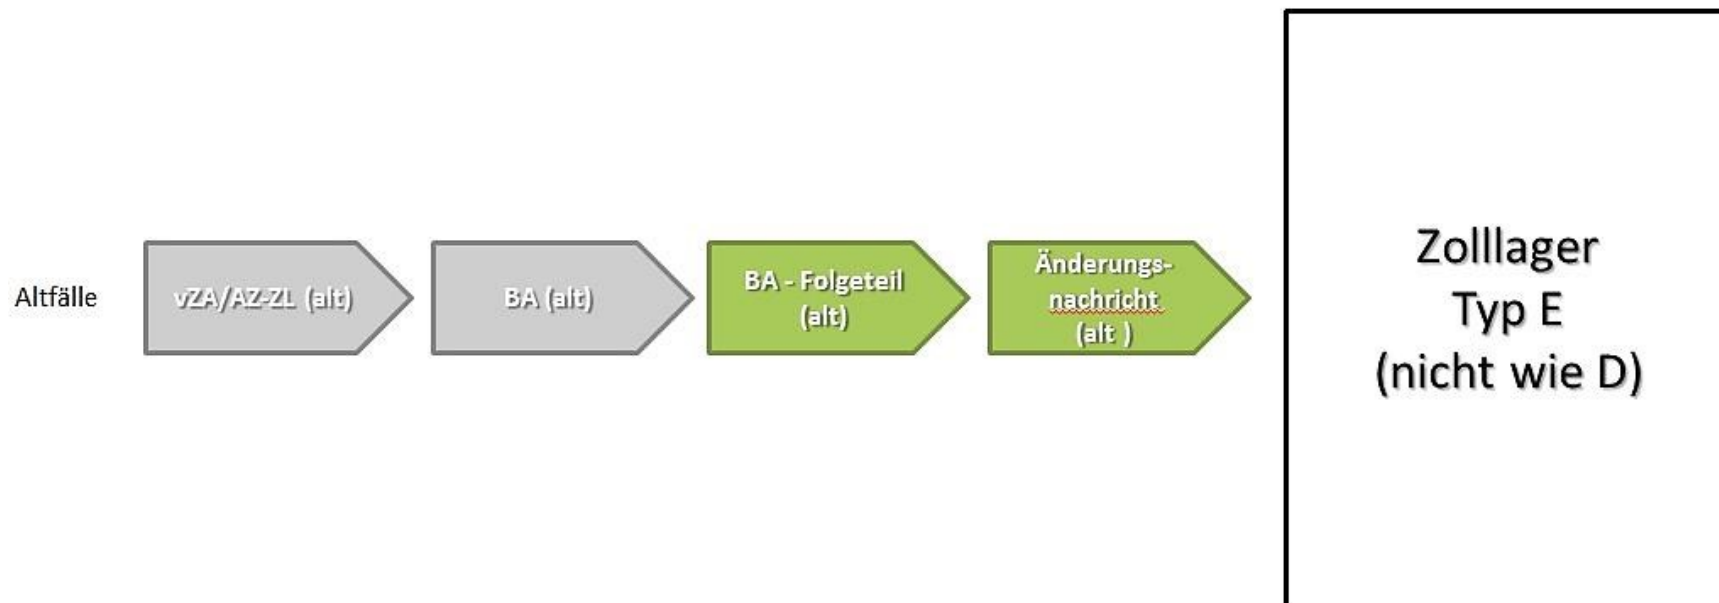 Altfälle
vZA/AZ-ZL (alt)
BA (alt)
BA - Folgeteil
(alt)
Änderungs-
nachricht
(alt )
Zolllager
Typ E
(nicht wie D)